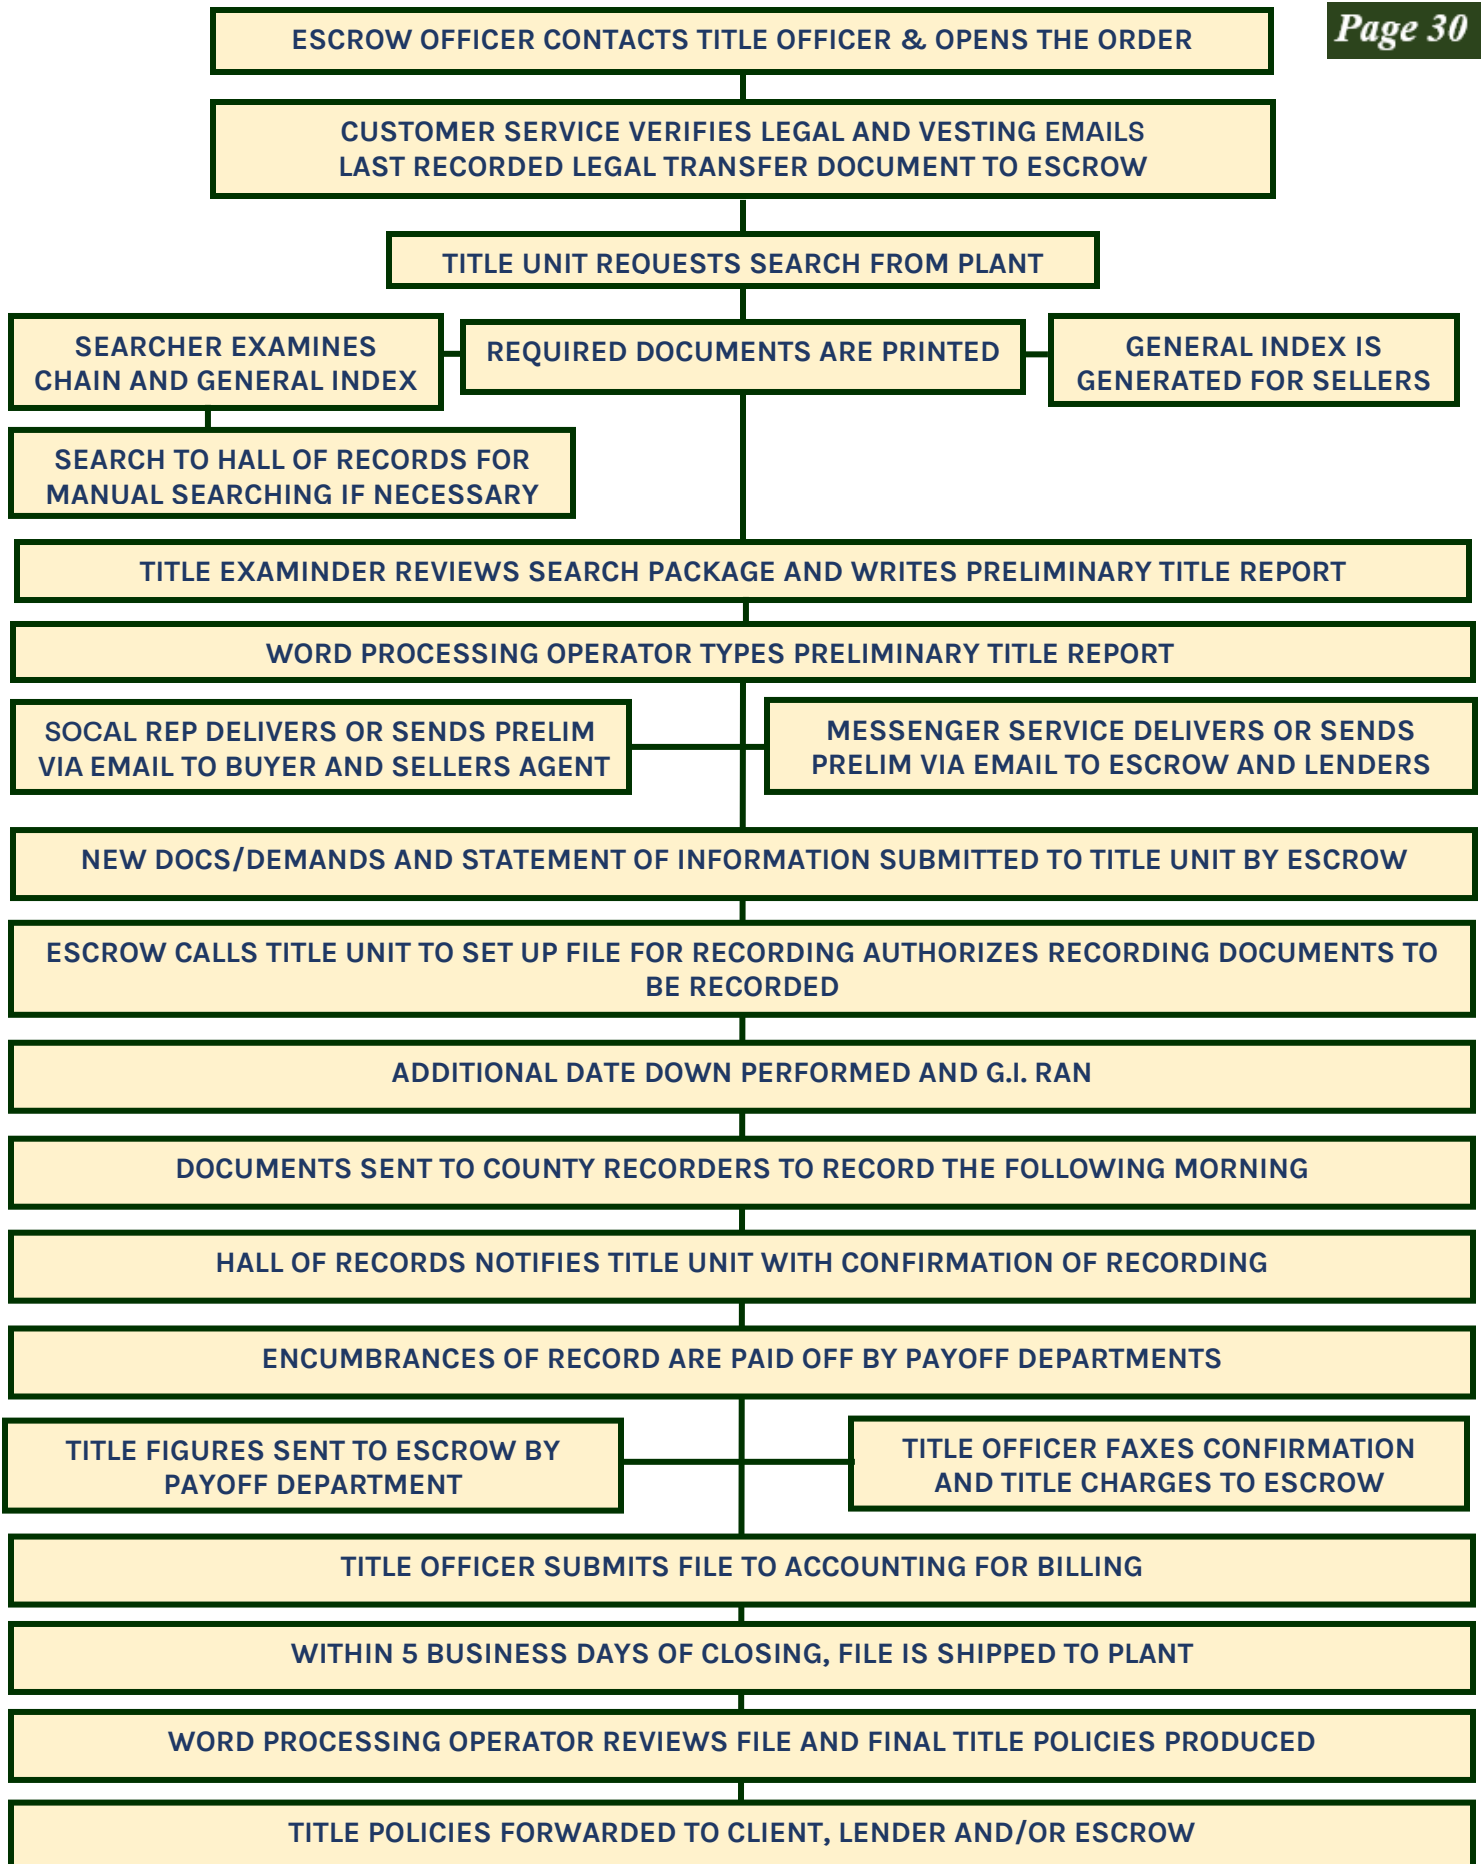 ESCROW OFFICER CONTACTS TITLE OFFICER & OPENS THE ORDER
Page 30
CUSTOMER SERVICE VERIFIES LEGAL AND VESTING EMAILS
LAST RECORDED LEGAL TRANSFER DOCUMENT TO ESCROW
TITLE UNIT REQUESTS SEARCH FROM PLANT
SEARCHER EXAMINES
CHAIN AND GENERAL INDEX
REQUIRED DOCUMENTS ARE PRINTED
GENERAL INDEX IS
GENERATED FOR SELLERS
SEARCH TO HALL OF RECORDS FOR
MANUAL SEARCHING IF NECESSARY
TITLE EXAMINDER REVIEWS SEARCH PACKAGE AND WRITES PRELIMINARY TITLE REPORT
WORD PROCESSING OPERATOR TYPES PRELIMINARY TITLE REPORT
SOCAL REP DELIVERS OR SENDS PRELIM
VIA EMAIL TO BUYER AND SELLERS AGENT
MESSENGER SERVICE DELIVERS OR SENDS
PRELIM VIA EMAIL TO ESCROW AND LENDERS
NEW DOCS/DEMANDS AND STATEMENT OF INFORMATION SUBMITTED TO TITLE UNIT BY ESCROW
ESCROW CALLS TITLE UNIT TO SET UP FILE FOR RECORDING AUTHORIZES RECORDING DOCUMENTS TO
BE RECORDED
ADDITIONAL DATE DOWN PERFORMED AND G.I. RAN
DOCUMENTS SENT TO COUNTY RECORDERS TO RECORD THE FOLLOWING MORNING
HALL OF RECORDS NOTIFIES TITLE UNIT WITH CONFIRMATION OF RECORDING
ENCUMBRANCES OF RECORD ARE PAID OFF BY PAYOFF DEPARTMENTS
TITLE FIGURES SENT TO ESCROW BY
PAYOFF DEPARTMENT
TITLE OFFICER FAXES CONFIRMATION
AND TITLE CHARGES TO ESCROW
TITLE OFFICER SUBMITS FILE TO ACCOUNTING FOR BILLING
WITHIN 5 BUSINESS DAYS OF CLOSING, FILE IS SHIPPED TO PLANT
WORD PROCESSING OPERATOR REVIEWS FILE AND FINAL TITLE POLICIES PRODUCED
TITLE POLICIES FORWARDED TO CLIENT, LENDER AND/OR ESCROW